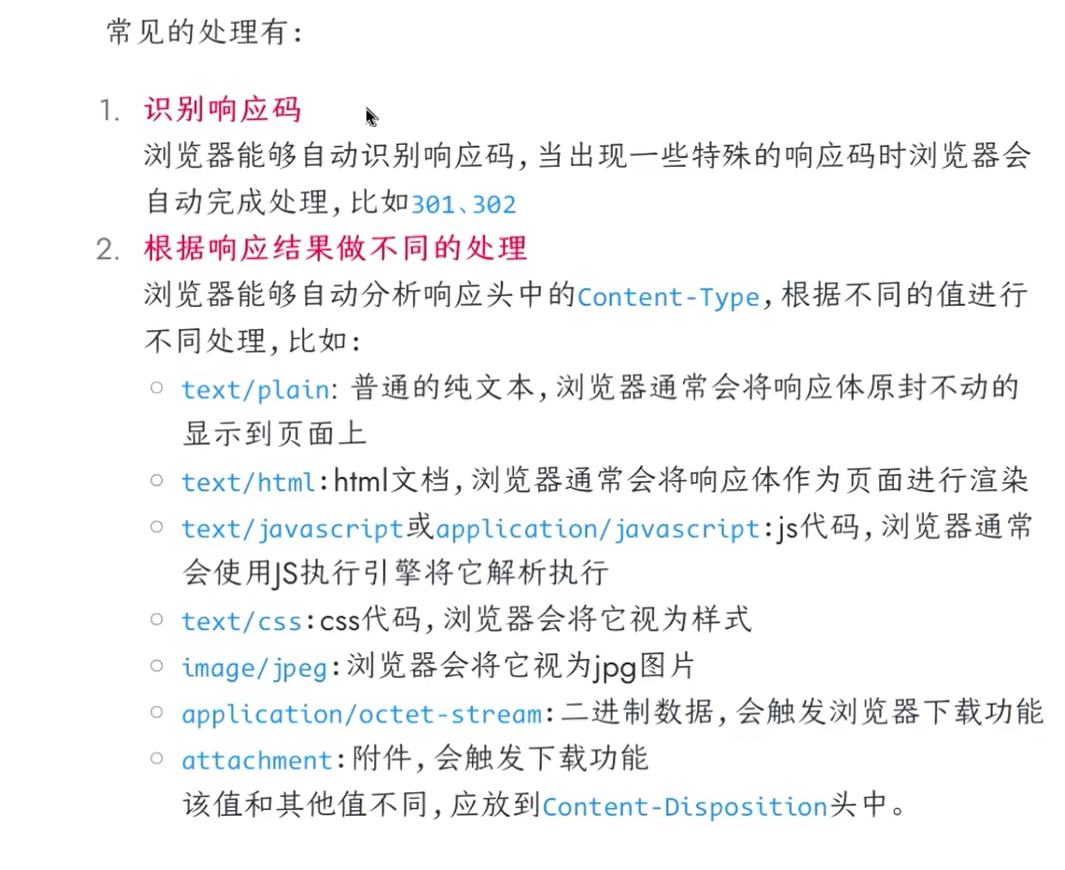 常见的处理有:
1. 识别响应码
浏览器能够自动识别响应码,当出现一些特殊的响应码时浏览器会
自动完成处理,比如301、302
2. 根据响应结果做不同的处理
浏览器能够自动分析响应头中的Content-Type,根据不同的值进行
不同处理,比如:
text/plain: 普通的纯文本,浏览器通常会将响应体原封不动的
显示到页面上
text/html:html文档,浏览器通常会将响应体作为页面进行渲染
text/javascript或application/javascript:js代码,浏览器通常
会使用JS执行引擎将它解析执行
text/css:css代码,浏览器会将它视为样式
image/jpeg:浏览器会将它视为jpg图片
application/octet-stream:二进制数据,会触发浏览器下载功能
attachment:附件,会触发下载功能
该值和其他值不同,应放到Content-Disposition头中。